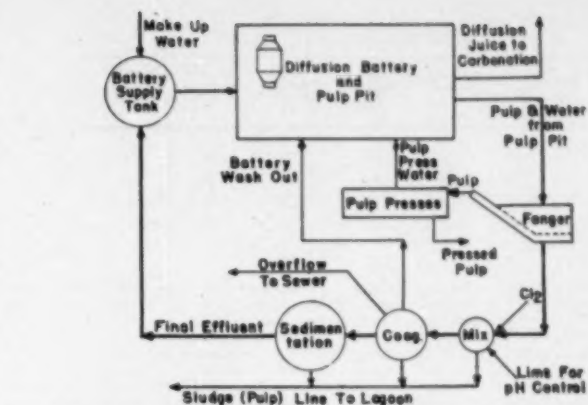 Make Up
Water
Battery
Supply
Tank
Diffusion Battery
and
Pulp Pit
Diffusion
Juice to
Carbonation
Pulp & Water
from
Pulp Pit
Battery
Wash Out
Pulp
Press
Water
Pulp
Pulp Presses
Fanger
Pressed
Pulp
Overflow
To Sewer
Cl2
Final Effluent
Sedimen
tation
Coag.
Mix
Lime For
pH Control
Sludge (Pulp) Line To Lagoon